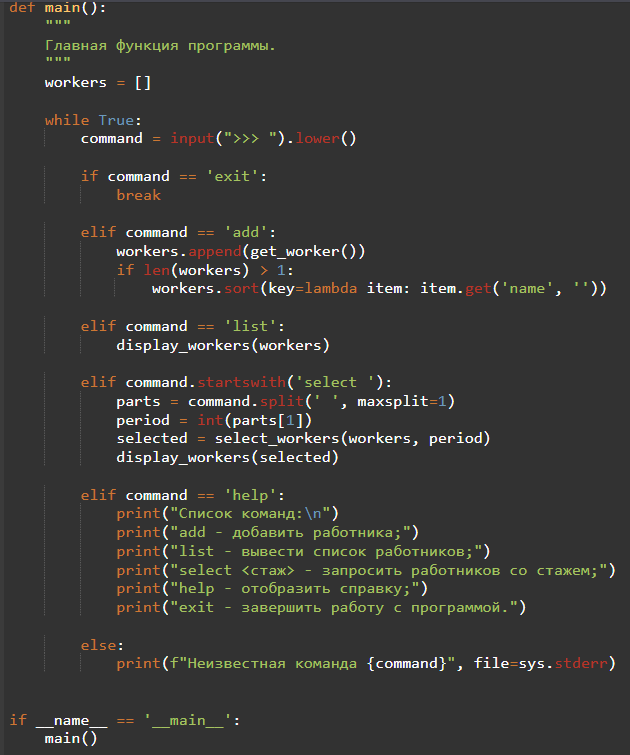 def main():
    """
    Главная функция программы.
    """
    workers = []
    while True:
        command = input(">>> ").lower()
        if command == 'exit':
            break
        elif command == 'add':
            workers.append(get_worker())
            if len(workers) > 1:
                workers.sort(key=lambda item: item.get('name', ''))
        elif command == 'list':
            display_workers(workers)
        elif command.startswith('select '):
            parts = command.split(' ', maxsplit=1)
            period = int(parts[1])
            selected = select_workers(workers, period)
            display_workers(selected)
        elif command == 'help':
            print("Список команд:\n")
            print("add - добавить работника;")
            print("list - вывести список работников;")
            print("select <стаж> - запросить работников со стажем;")
            print("help - отобразить справку;")
            print("exit - завершить работу с программой.")
        else:
            print(f"Неизвестная команда {command}", file=sys.stderr)
if __name__ == '__main__':
    main()